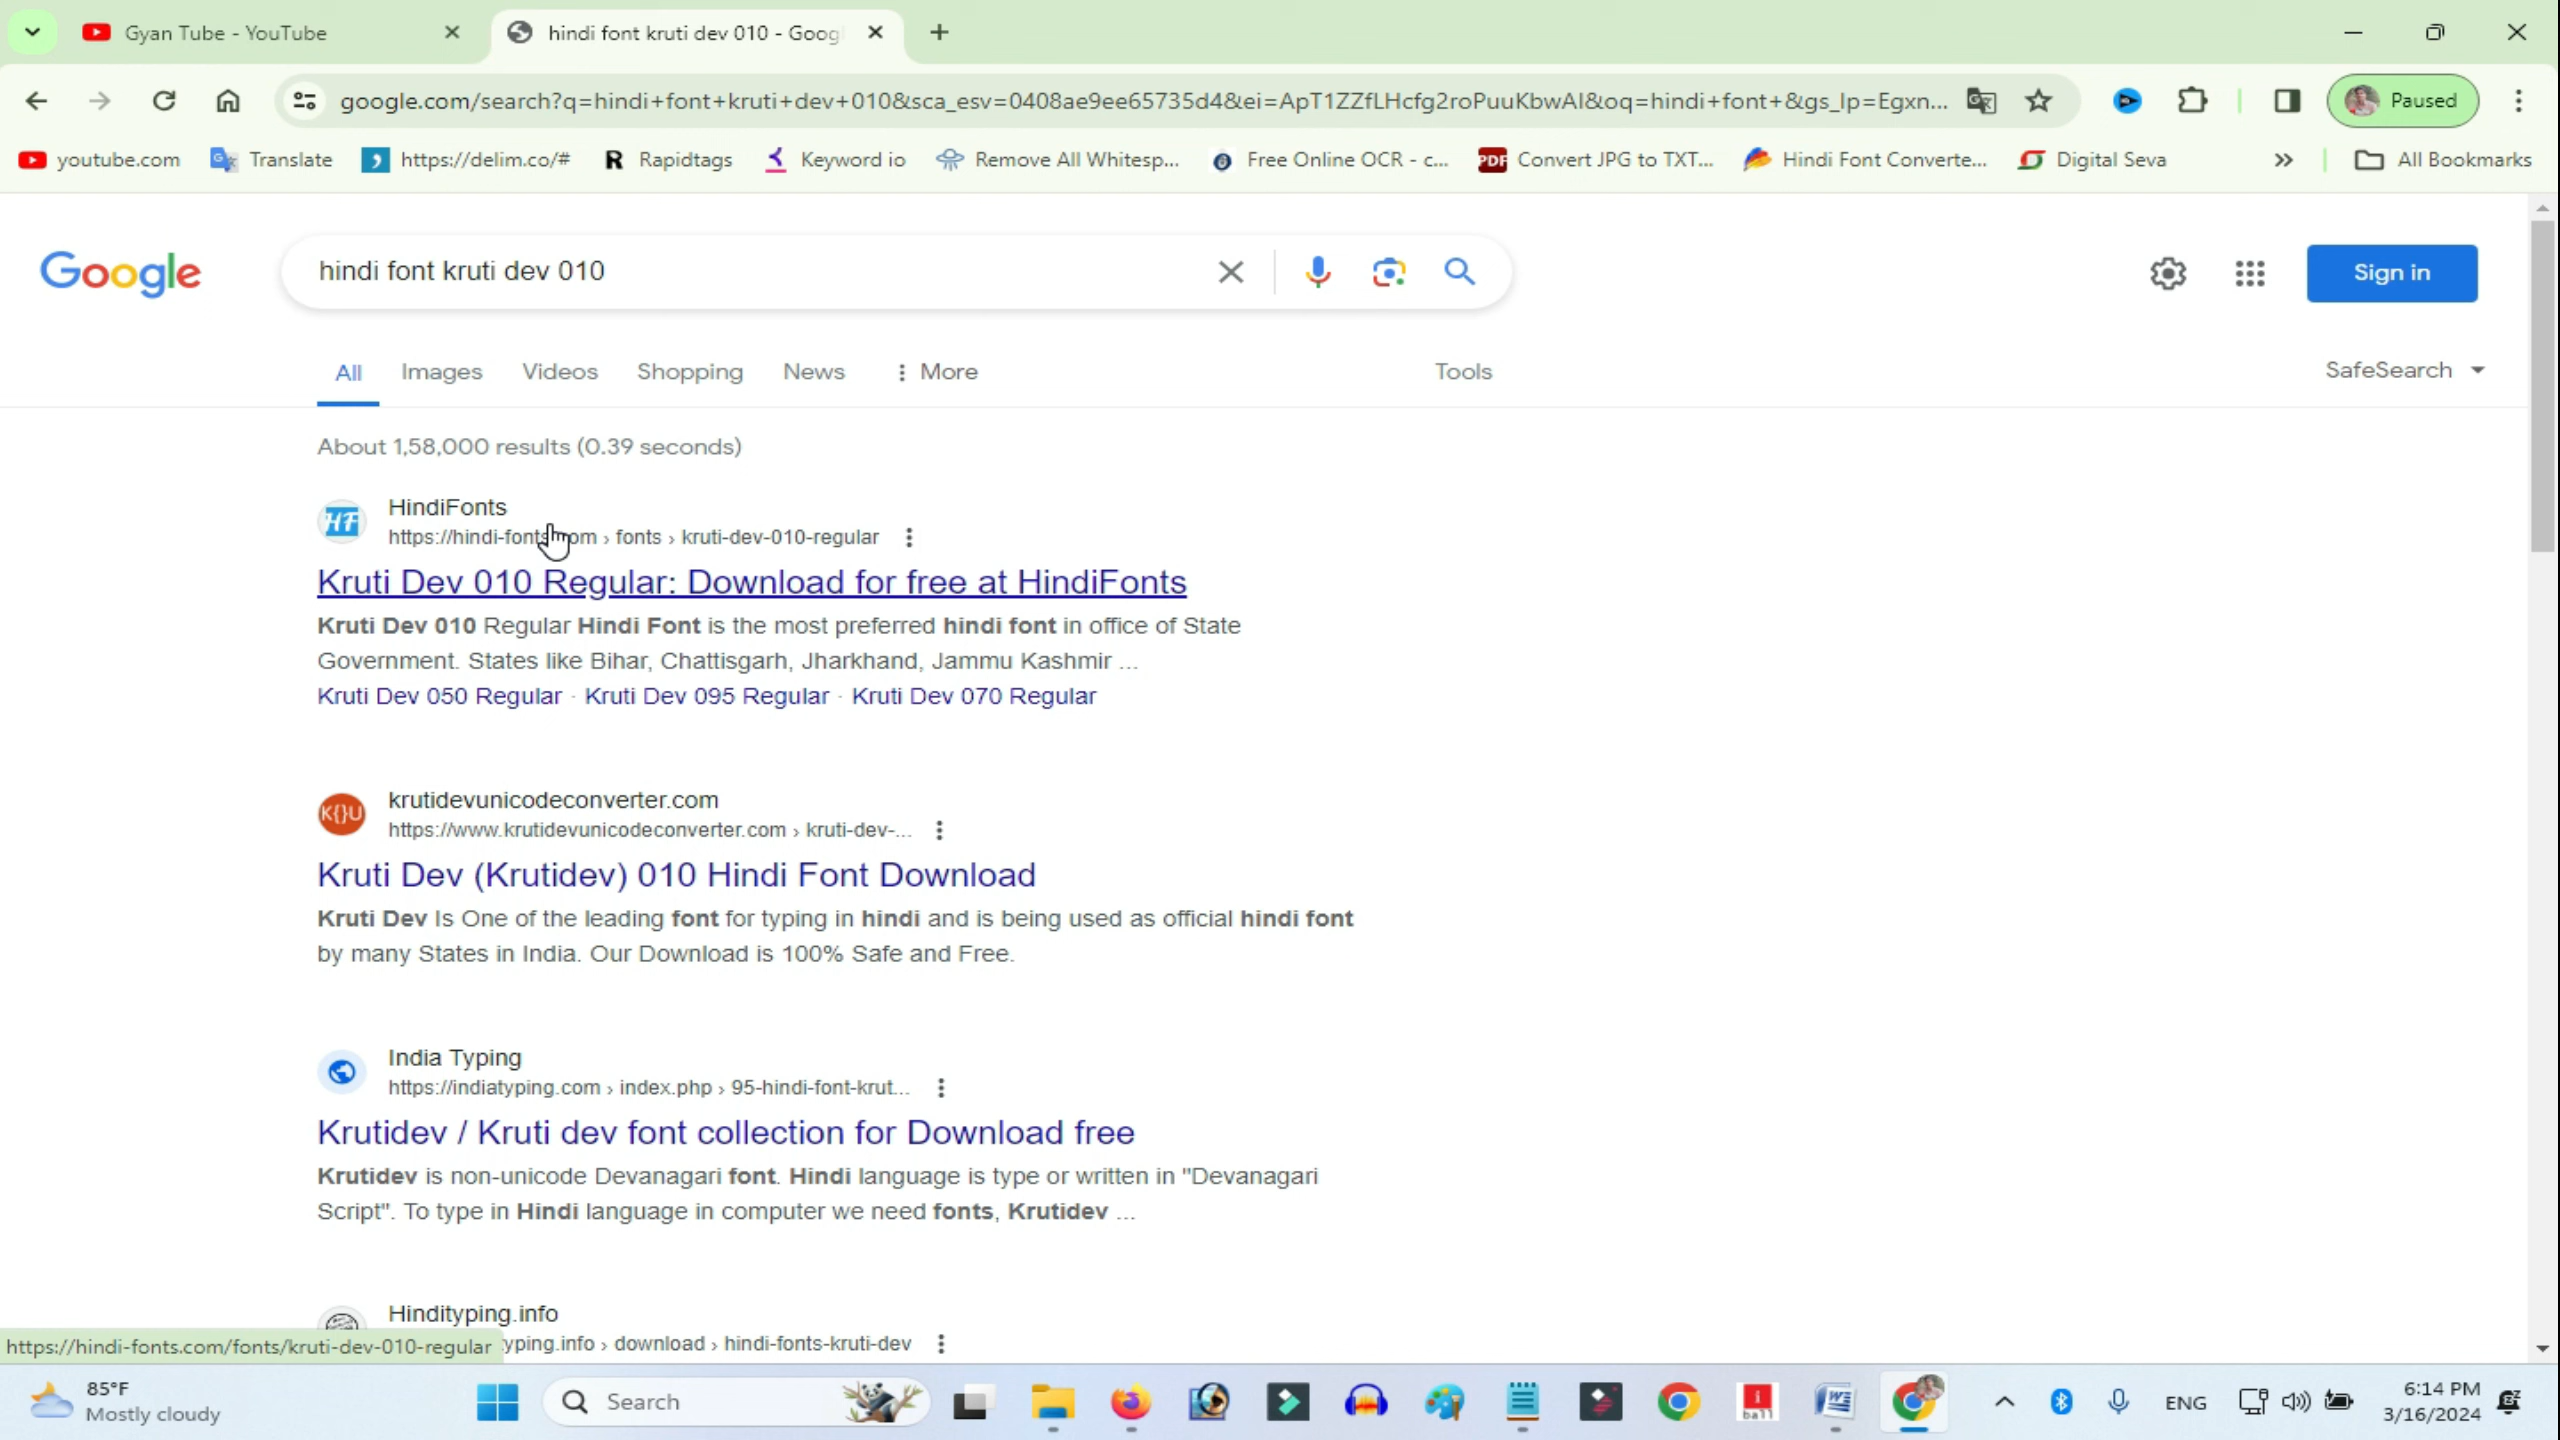 Gyan Tube - YouTube
hindi font kruti dev 010 - Goog
google.com/search?q=hindi+font+kruti+dev+010&sca_esv=0408ae9ee65735d4&ei=ApT1ZZfLHcfg2roPuuKbwAI&oq=hindi+font+&gs_lp=Egxn...
Paused
youtube.com
Translate
https://delim.co/#
R Rapidtags
Keyword io
Remove All Whitesp...
Free Online OCR - c...
PDF Convert JPG to TXT...
Hindi Font Converte...
Digital Seva
All Bookmarks
Google
hindi font kruti dev 010
Sign in
All Images Videos Shopping News More Tools
SafeSearch
About 1,58,000 results (0.39 seconds)
HF
HindiFonts
https://hindi-fonts.com › fonts › kruti-dev-010-regular
Kruti Dev 010 Regular: Download for free at HindiFonts
Kruti Dev 010 Regular Hindi Font is the most preferred hindi font in office of State
Government. States like Bihar, Chattisgarh, Jharkhand, Jammu Kashmir ...
Kruti Dev 050 Regular · Kruti Dev 095 Regular · Kruti Dev 070 Regular
K{}U
krutidevunicodeconverter.com
https://www.krutidevunicodeconverter.com › kruti-dev-...
Kruti Dev (Krutidev) 010 Hindi Font Download
Kruti Dev Is One of the leading font for typing in hindi and is being used as official hindi font
by many States in India. Our Download is 100% Safe and Free.
India Typing
https://indiatyping.com › index.php › 95-hindi-font-krut...
Krutidev / Kruti dev font collection for Download free
Krutidev is non-unicode Devanagari font. Hindi language is type or written in "Devanagari
Script". To type in Hindi language in computer we need fonts, Krutidev ...
Hindityping.info
yping.info › download › hindi-fonts-kruti-dev
https://hindi-fonts.com/fonts/kruti-dev-010-regular
85°F
Mostly cloudy
Search
i ball
ENG
6:14 PM
3/16/2024